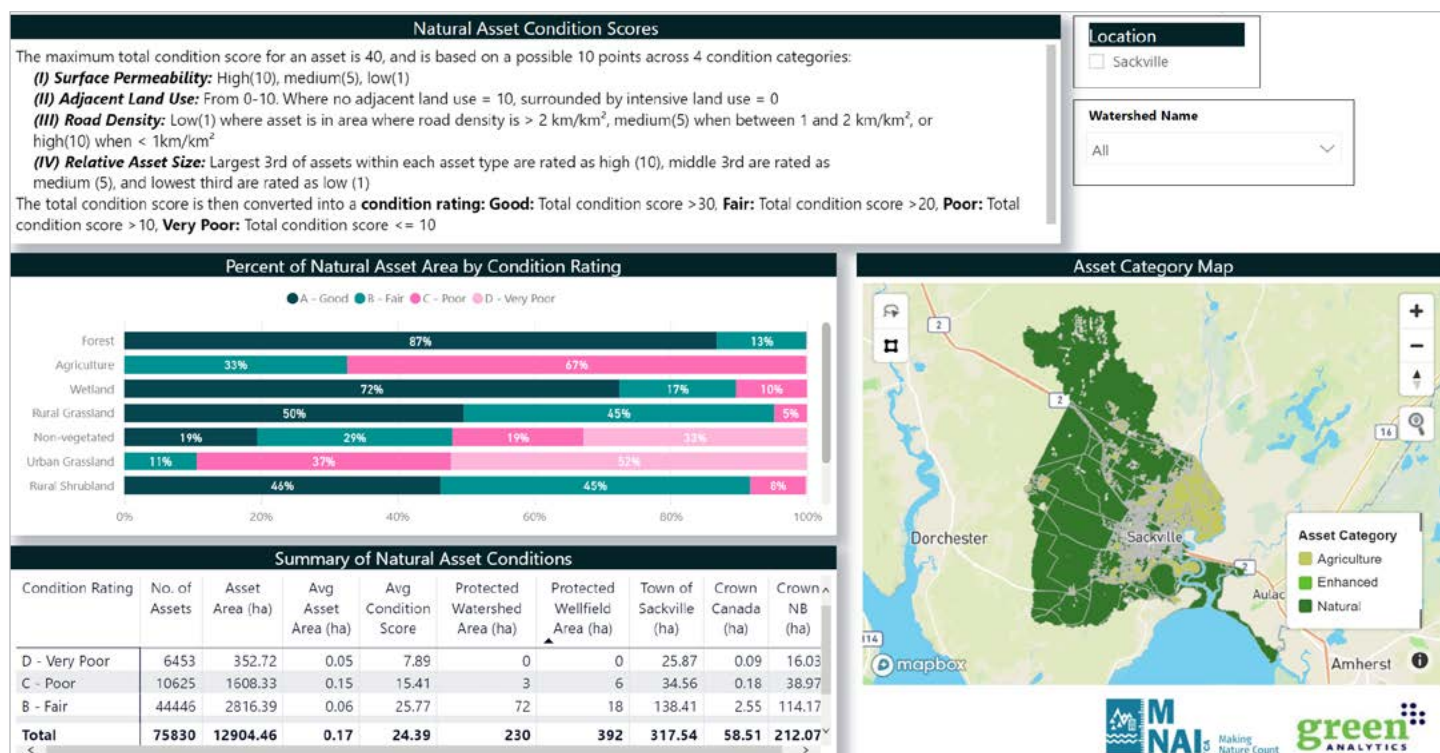 Natural Asset Condition Scores
The maximum total condition score for an asset is 40, and is based on a possible 10 points across 4 condition categories:
(I) Surface Permeability: High(10), medium(5), low(1)
(II) Adjacent Land Use: From 0-10. Where no adjacent land use = 10, surrounded by intensive land use = 0
(III) Road Density: Low(1) where asset is in area where road density is > 2 km/km², medium(5) when between 1 and 2 km/km², or
high(10) when < 1km/km²
(IV) Relative Asset Size: Largest 3rd of assets within each asset type are rated as high (10), middle 3rd are rated as
medium (5), and lowest third are rated as low (1)
The total condition score is then converted into a condition rating: Good: Total condition score >30, Fair: Total condition score >20, Poor: Total
condition score >10, Very Poor: Total condition score <= 10
Location
Sackville
Watershed Name
All
Percent of Natural Asset Area by Condition Rating
A - Good B - Fair C - Poor D - Very Poor
Forest 87% 13%
Agriculture 33% 67%
Wetland 72% 17% 10%
Rural Grassland 50% 45% 5%
Non-vegetated 19% 29% 19% 33%
Urban Grassland 11% 37% 52%
Rural Shrubland 46% 45% 8%
0% 20% 40% 60% 80% 100%
Asset Category Map
2
2
16
Dorchester
Sackville
2
Aulac
114
Amherst
mapbox
Asset Category
Agriculture
Enhanced
Natural
Summary of Natural Asset Conditions
Condition Rating No. of Assets Asset Area (ha) Avg Asset Area (ha) Avg Condition Score Protected Watershed Area (ha) Protected Wellfield Area (ha) Town of Sackville (ha) Crown Canada (ha) Crown NB (ha)
D - Very Poor 6453 352.72 0.05 7.89 0 0 25.87 0.09 16.03
C - Poor 10625 1608.33 0.15 15.41 3 6 34.56 0.18 38.97
B - Fair 44446 2816.39 0.06 25.77 72 18 138.41 2.55 114.17
Total 75830 12904.46 0.17 24.39 230 392 317.54 58.51 212.07
M
NAI
CA
Making
Nature Count
green
ANALYTICS